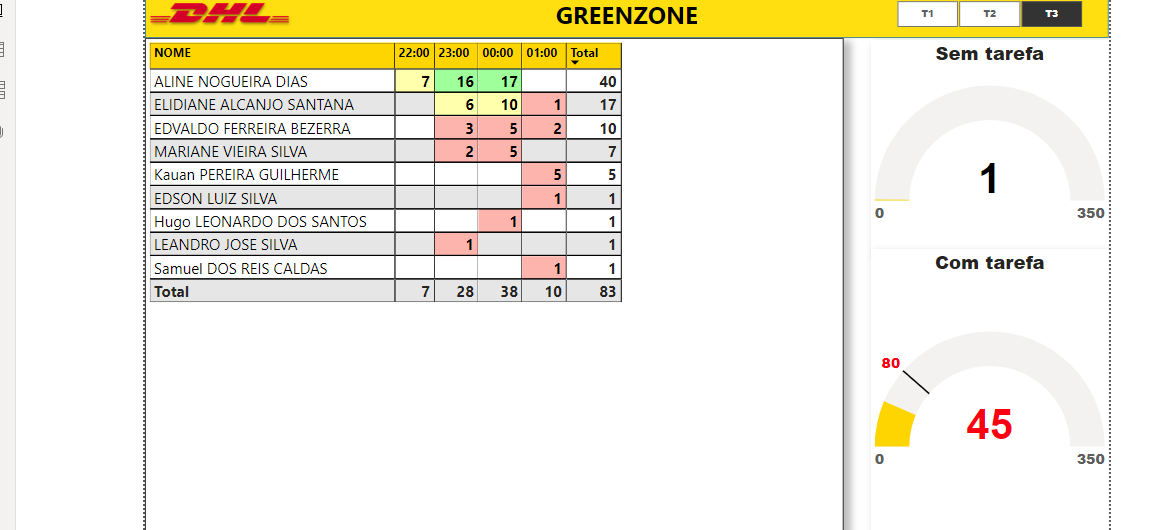 DHL GREENZONE T1 T2 T3
NOME 22:00 23:00 00:00 01:00 Total
ALINE NOGUEIRA DIAS 7 16 17 40
ELIDIANE ALCANJO SANTANA 6 10 1 17
EDVALDO FERREIRA BEZERRA 3 5 2 10
MARIANE VIEIRA SILVA 2 5 7
Kauan PEREIRA GUILHERME 5 5
EDSON LUIZ SILVA 1 1
Hugo LEONARDO DOS SANTOS 1 1
LEANDRO JOSE SILVA 1 1
Samuel DOS REIS CALDAS 1 1
Total 7 28 38 10 83
Sem tarefa
1
0 350
Com tarefa
80
45
0 350